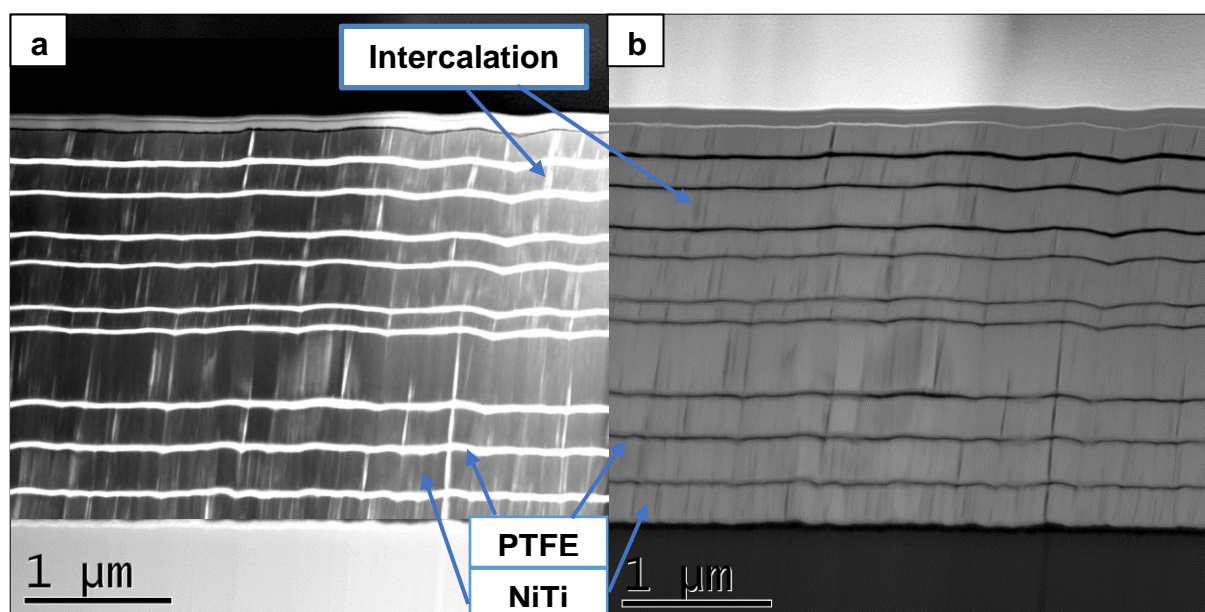 a
Intercalation
b
PTFE
NiTi
1 µm
1 µm